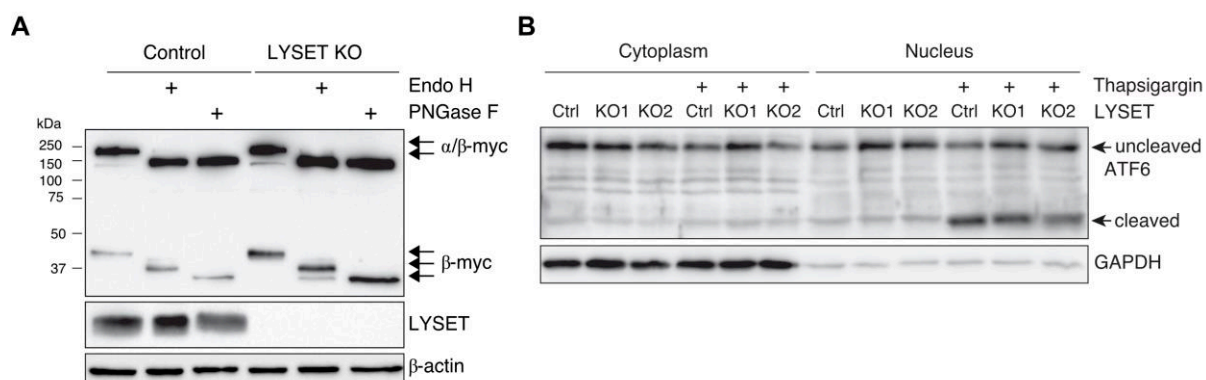 A
Control LYSET KO
+ + Endo H
+ + PNGase F
kDa
250
150
100
75
50
37
α/β-myc
β-myc
LYSET
β-actin
B
Cytoplasm Nucleus
+ + + + + + Thapsigargin
Ctrl KO1 KO2 Ctrl KO1 KO2 Ctrl KO1 KO2 Ctrl KO1 KO2 LYSET
uncleaved
ATF6
cleaved
GAPDH